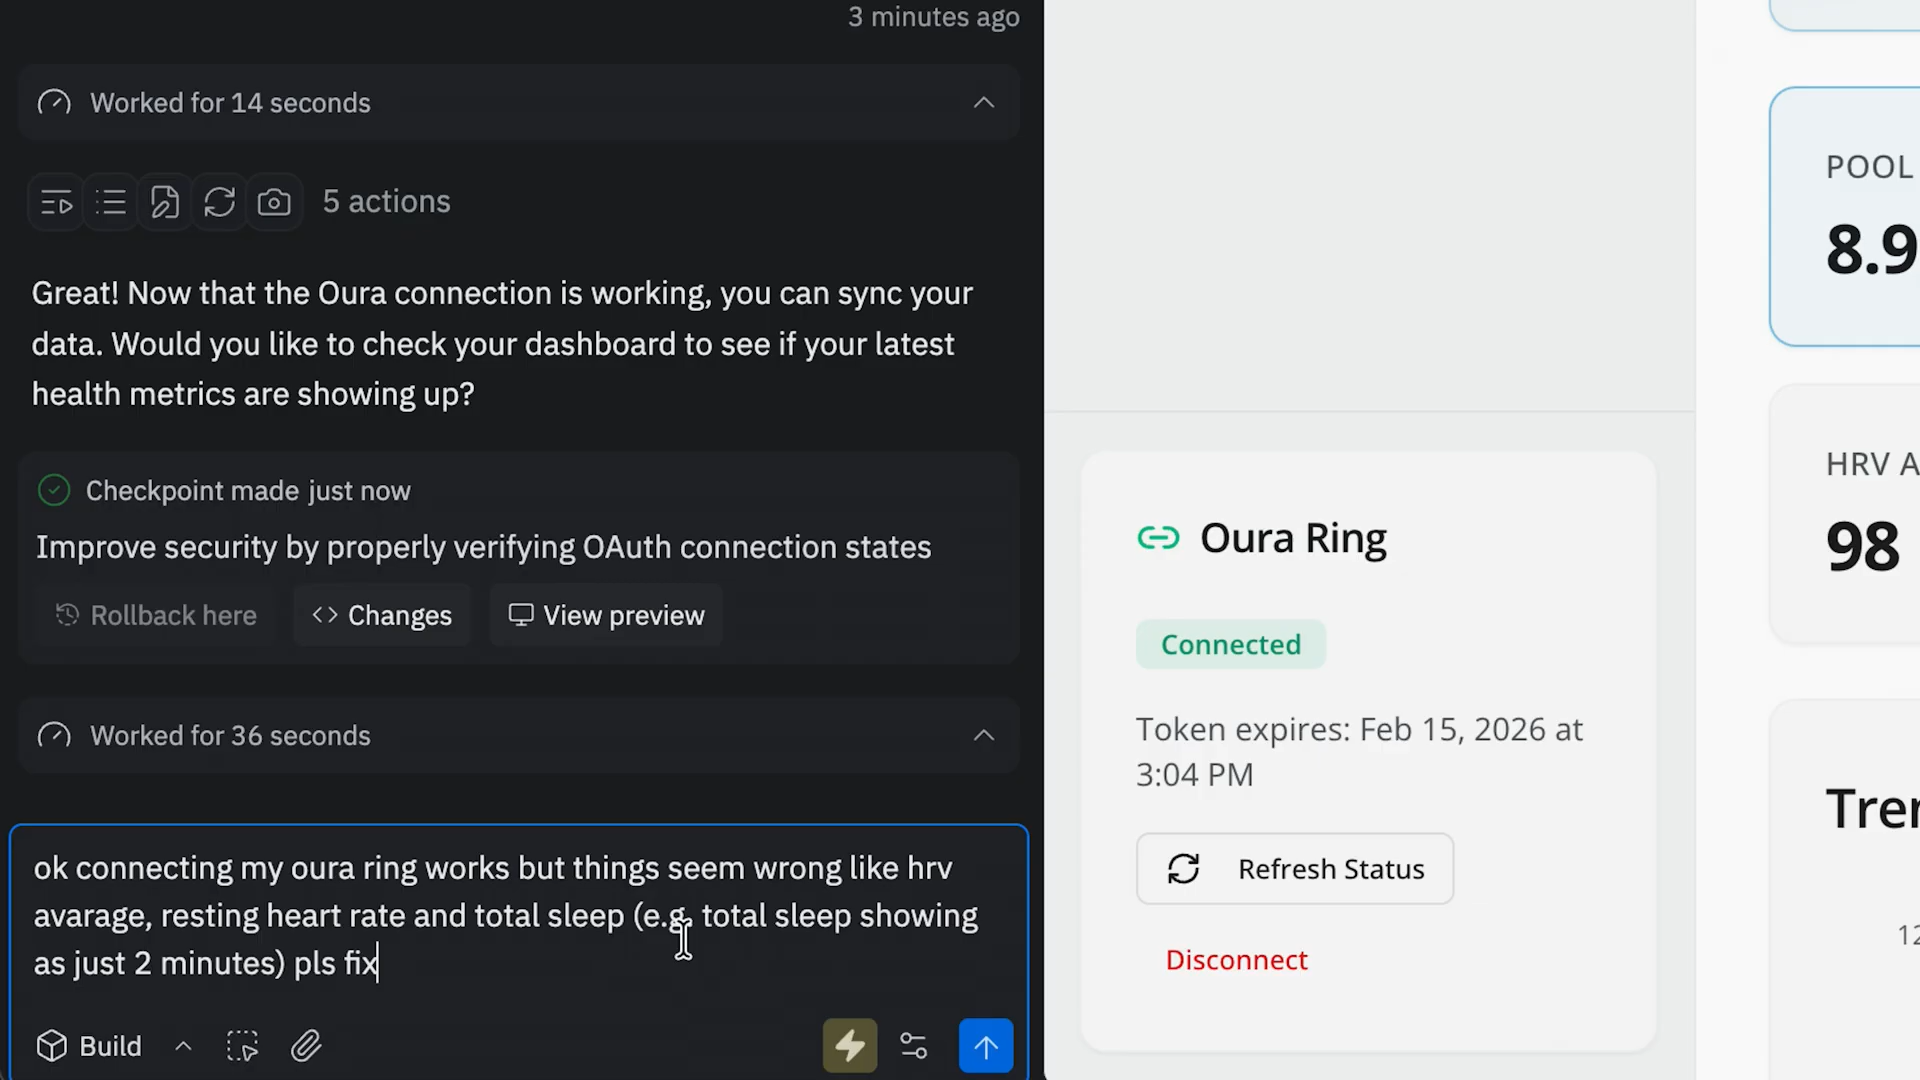 3 minutes ago
Worked for 14 seconds
5 actions
Great! Now that the Oura connection is working, you can sync your
data. Would you like to check your dashboard to see if your latest
health metrics are showing up?
Checkpoint made just now
Improve security by properly verifying OAuth connection states
Rollback here
Changes
View preview
Worked for 36 seconds
ok connecting my oura ring works but things seem wrong like hrv
avarage, resting heart rate and total sleep (e.g. total sleep showing
as just 2 minutes) pls fix
Build
Oura Ring
Connected
Token expires: Feb 15, 2026 at
3:04 PM
Refresh Status
Disconnect
POOL
8.9
HRV A
98
Tren
12